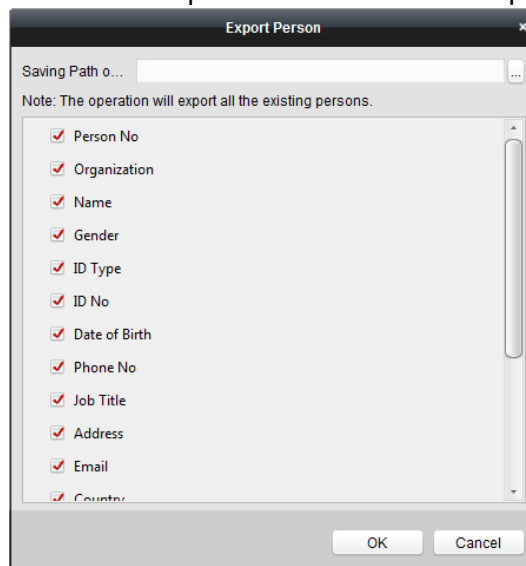 Export Person
Saving Path o...
...
Note: The operation will export all the existing persons.
Person No
Organization
Name
Gender
ID Type
ID No
Date of Birth
Phone No
Job Title
Address
Email
Country
OK Cancel